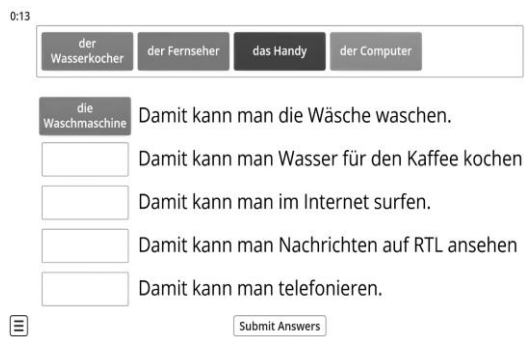 0:13
der
Wasserkocher
der Fernseher
das Handy
der Computer
die
Waschmaschine
Damit kann man die Wäsche waschen.
Damit kann man Wasser für den Kaffee kochen
Damit kann man im Internet surfen.
Damit kann man Nachrichten auf RTL ansehen
Damit kann man telefonieren.
Submit Answers